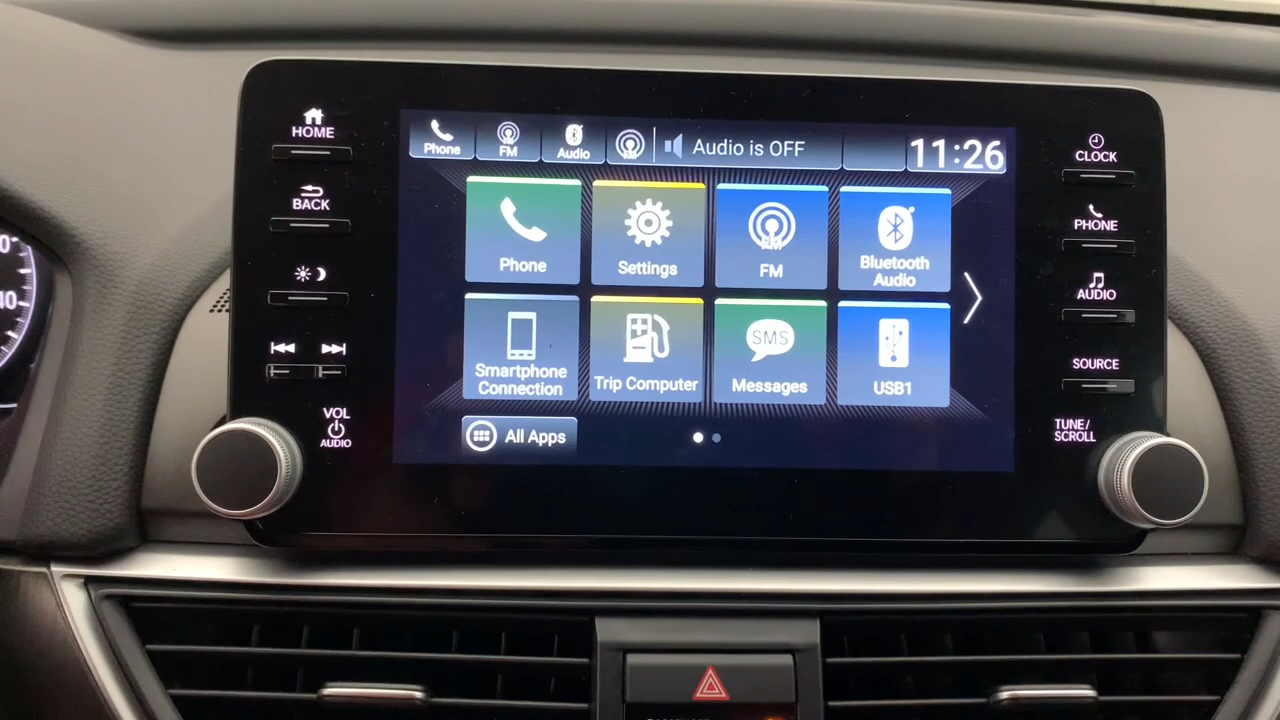 HOME
BACK
VOL
AUDIO
Phone
FM
Audio
Audio is OFF
11:26
Phone
Settings
FM
Bluetooth
Audio
Smartphone
Connection
Trip Computer
SMS
Messages
USB1
All Apps
CLOCK
PHONE
AUDIO
SOURCE
TUNE/
SCROLL
40